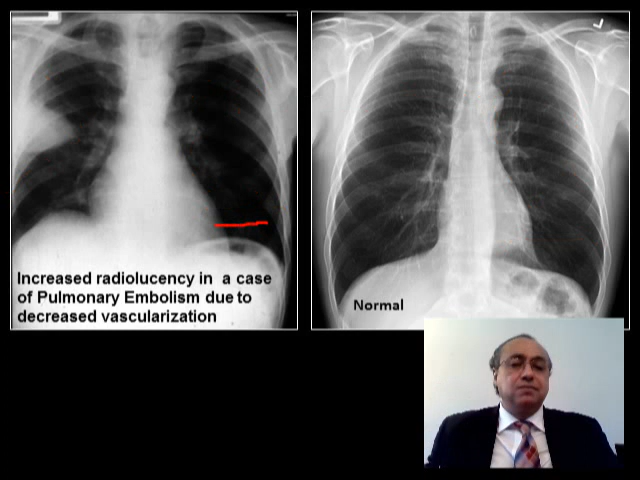 Increased radiolucency in a case
of Pulmonary Embolism due to
decreased vascularization
Normal